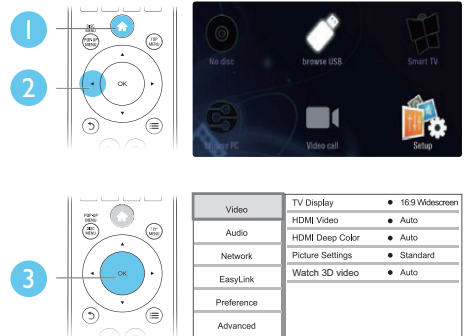 1
DISC MENU
POP-UP MENU
TOP MENU
2
OK
No disc
browse USB
Smart TV
Browse PC
Video call
Setup
POP-UP MENU
DISC MENU
TOP MENU
3
OK
Video
Audio
Network
EasyLink
Preference
Advanced
TV Display
16:9 Widescreen
HDMI Video
Auto
HDMI Deep Color
Auto
Picture Settings
Standard
Watch 3D video
Auto